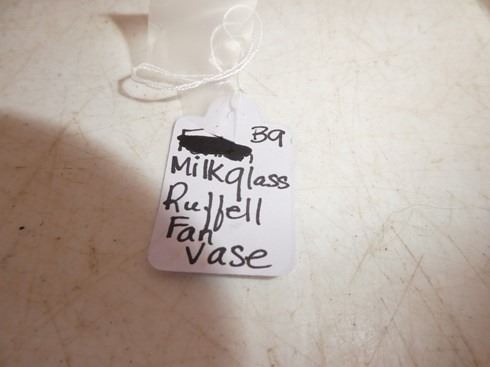 B9
Milkglass
Ruffell
Fan
Vase